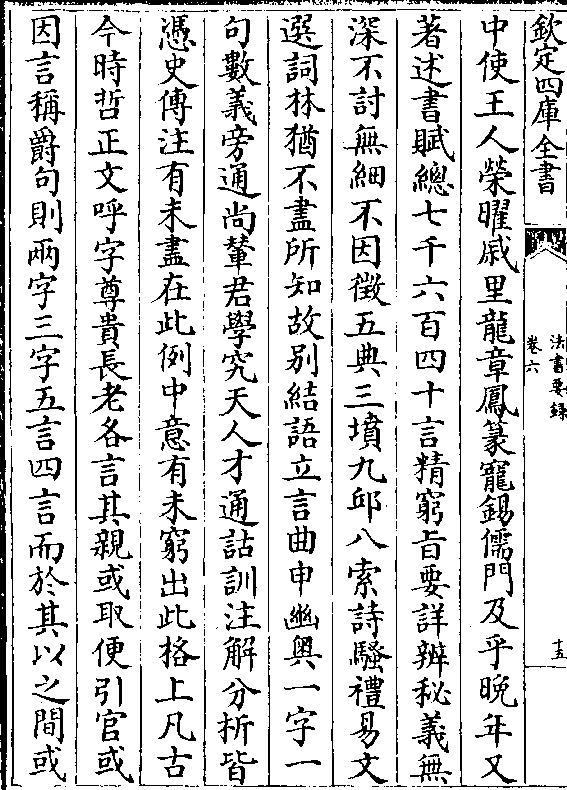 欽定四庫全書
法書要錄
卷六
十五
中使王人榮曜戚里龍章鳳篆寵錫儒門及乎晚年又
著述書賦總七千六百四十言精窮旨要詳辨秘義無
深不討無細不因徵五典三墳九邱八索詩騷禮易文
選詞林猶不盡所知故别結語立言曲申幽奥一字一
句數義旁通尚輦君學究天人才通詁訓注解分析皆
憑史傳注有未盡在此例中意有未窮出此格上凡古
今時哲正文呼字尊貴長老各言其親或取便引官或
因言稱爵句則兩字三字五言四言而於其以之間或